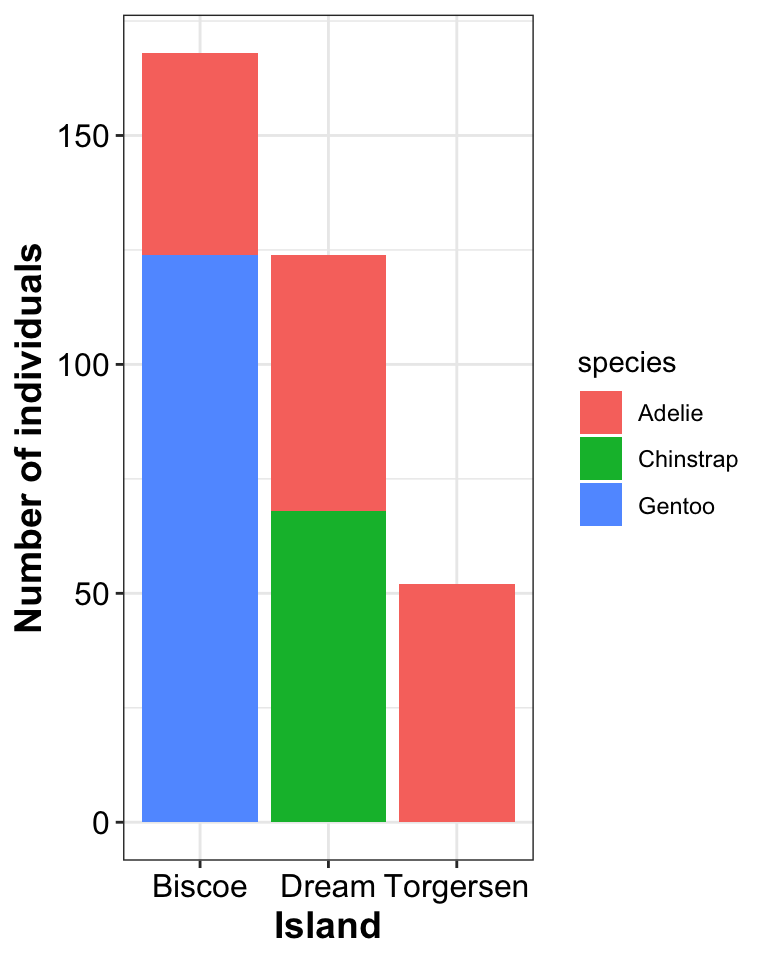 Number of individuals
150
100
50
0
Biscoe Dream Torgersen
Island
species
Adelie
Chinstrap
Gentoo